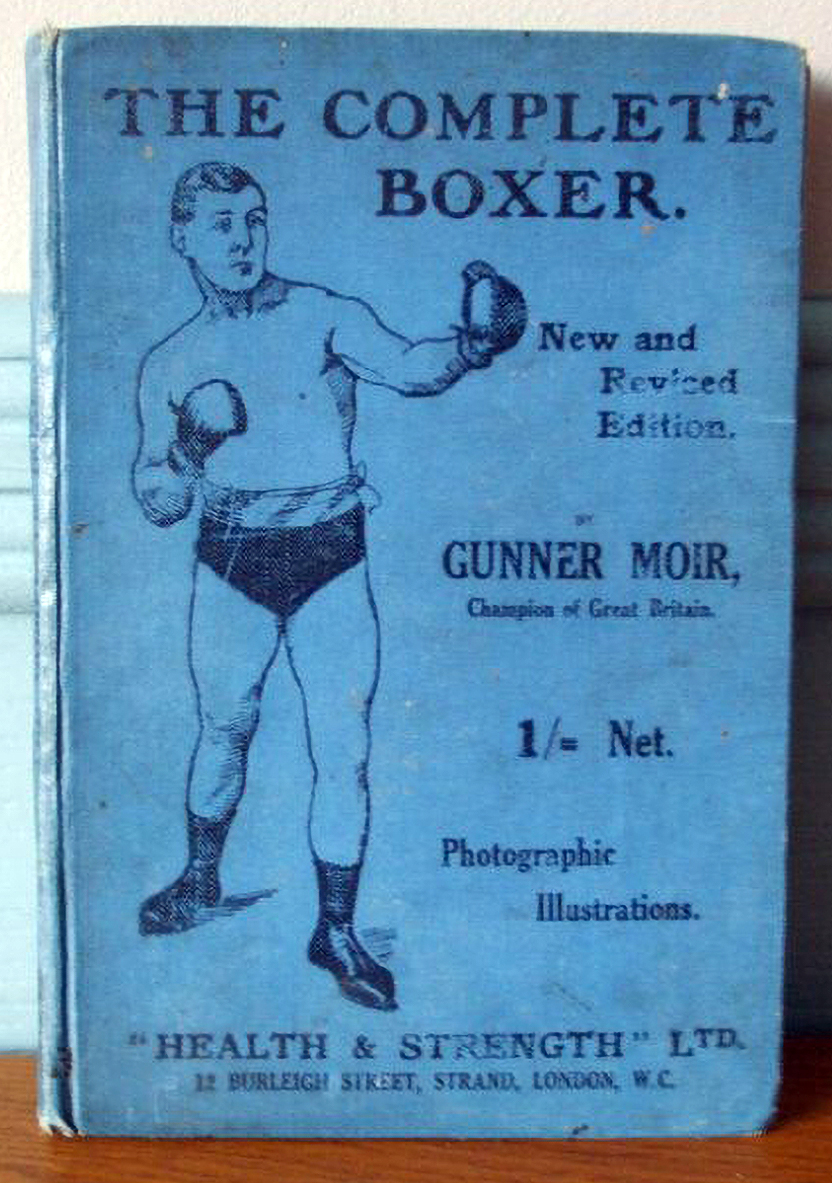 THE COMPLETE
BOXER.
New and
Revised
Edition.
BY
GUNNER MOIR,
Champion of Great Britain.
1/= Net.
Photographic
Illustrations.
"HEALTH & STRENGTH" LTD.
12 BURLEIGH STREET, STRAND, LONDON, W.C.